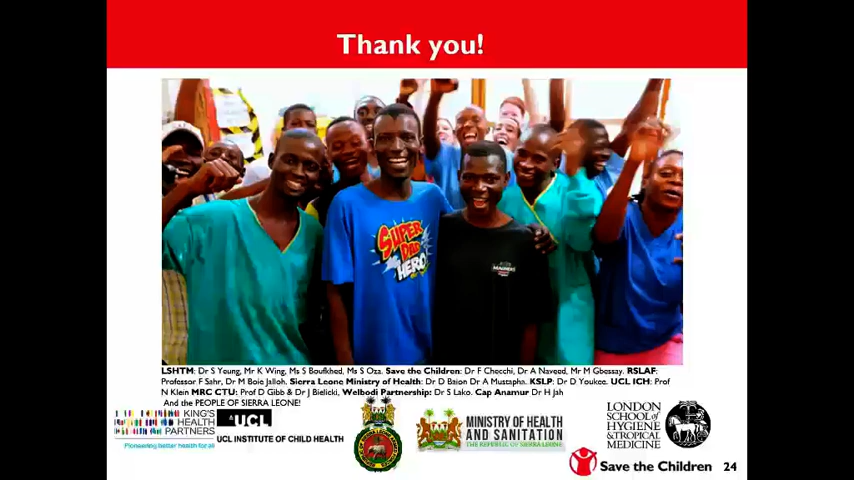 Thank you!
SUPER
DAD
HERO
LSHTM: Dr S Yeung, Mr K Wing, Ms S Boufkhed, Ms S Oza. Save the Children: Dr F Checchi, Dr A Naveed, Mr M Gbessay. RSLAF:
Professor F Sahr, Dr M Boie Jalloh. Sierra Leone Ministry of Health: Dr D Baion Dr A Mustapha. KSLP: Dr D Youkee. UCL ICH: Prof
N Klein MRC CTU: Prof D Gibb & Dr J Bielicki, Welbodi Partnership: Dr S Lako. Cap Anamur Dr H Jah
And the PEOPLE OF SIERRA LEONE!
KING'S
HEALTH
PARTNERS
Pioneering better health for all
UCL
UCL INSTITUTE OF CHILD HEALTH
MINISTRY OF HEALTH
AND SANITATION
THE REPUBLIC OF SIERRA LEONE
LONDON
SCHOOL of
HYGIENE
& TROPICAL
MEDICINE
Save the Children
24